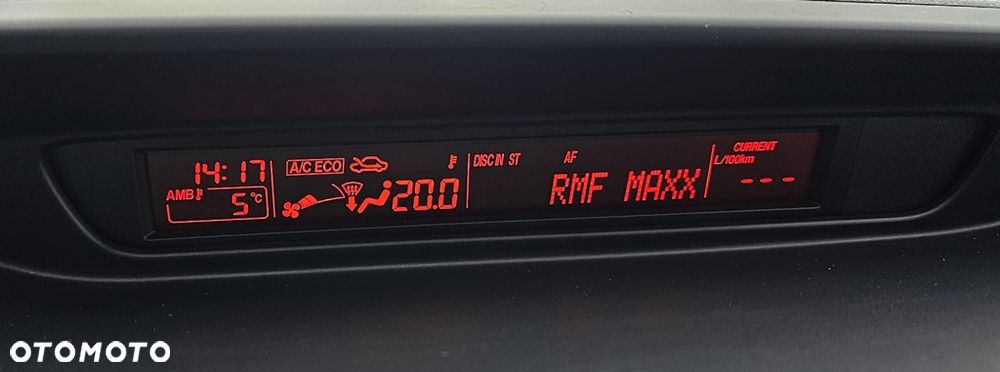 14:17
A/C ECO
DISC IN ST
AF
CURRENT
L/100km
AMB
5°C
20.0
RMF MAXX
---
OTOMOTO